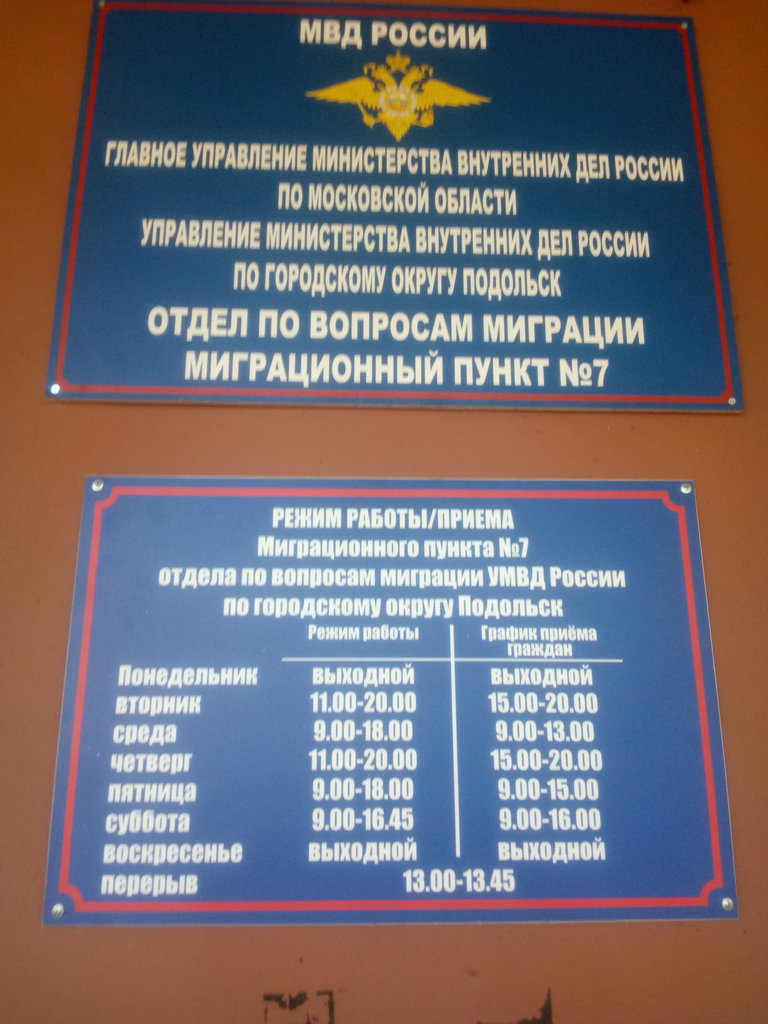 МВД РОССИИ
ГЛАВНОЕ УПРАВЛЕНИЕ МИНИСТЕРСТВА ВНУТРЕННИХ ДЕЛ РОССИИ
ПО МОСКОВСКОЙ ОБЛАСТИ
УПРАВЛЕНИЕ МИНИСТЕРСТВА ВНУТРЕННИХ ДЕЛ РОССИИ
ПО ГОРОДСКОМУ ОКРУГУ ПОДОЛЬСК
ОТДЕЛ ПО ВОПРОСАМ МИГРАЦИИ
МИГРАЦИОННЫЙ ПУНКТ №7
РЕЖИМ РАБОТЫ/ПРИЕМА
Миграционного пункта №7
отдела по вопросам миграции УМВД России
по городскому округу Подольск
Режим работы График приёма
граждан
Понедельник выходной выходной
вторник 11.00-20.00 15.00-20.00
среда 9.00-18.00 9.00-13.00
четверг 11.00-20.00 15.00-20.00
пятница 9.00-18.00 9.00-15.00
суббота 9.00-16.45 9.00-16.00
воскресенье выходной выходной
перерыв 13.00-13.45